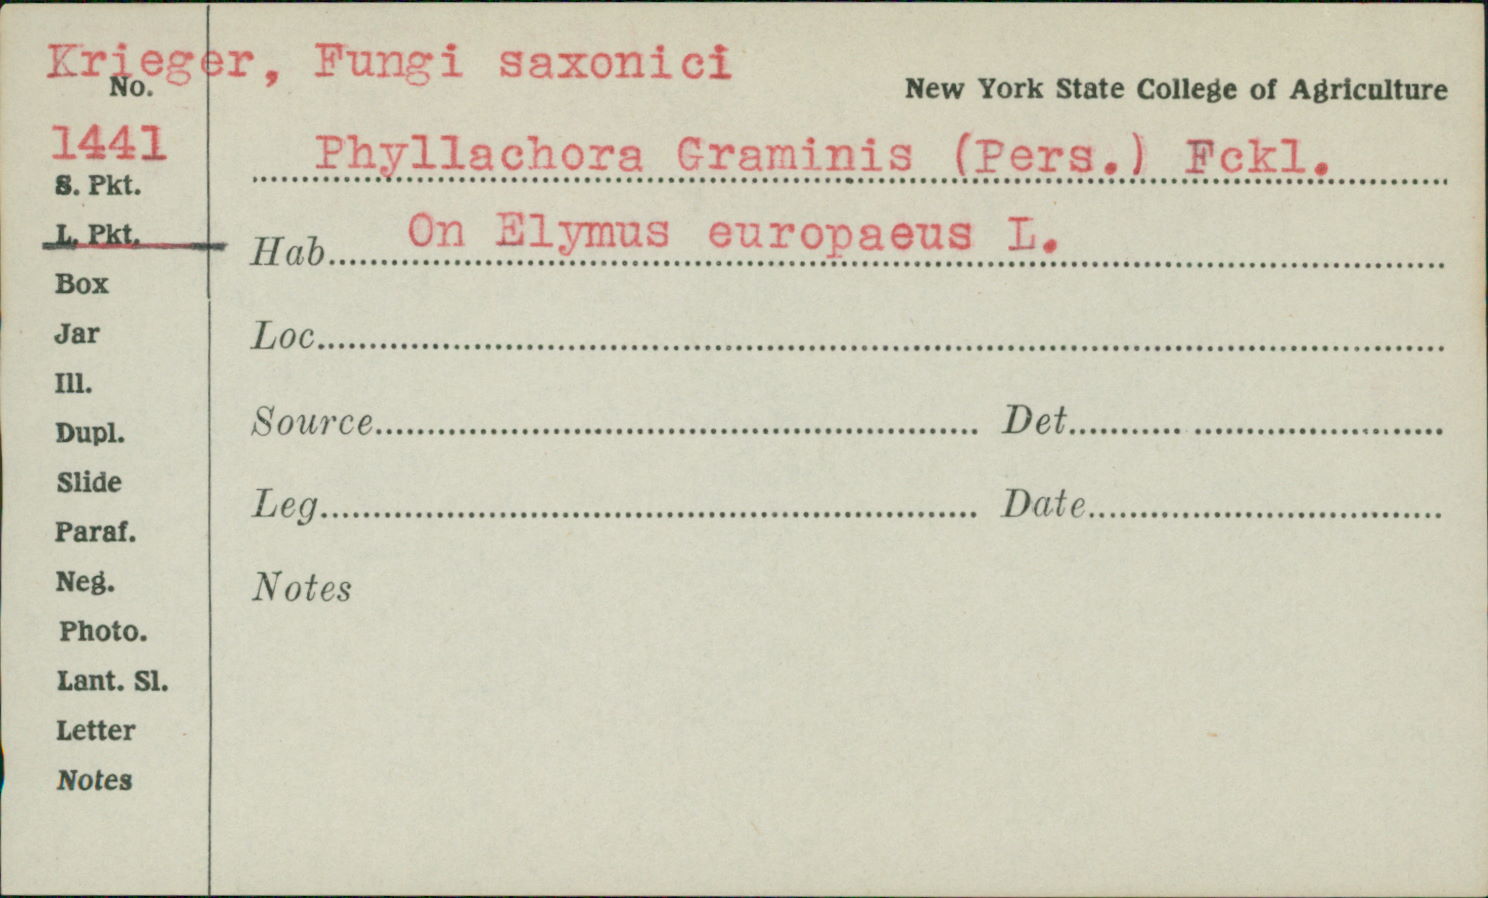 Krieger, Fungi saxonici
No.
New York State College of Agriculture
1441
Phyllachora Graminis (Pers.) Fckl.
S. Pkt.
L. Pkt.
Hab. On Elymus europaeus L.
Box
Jar
Loc.
Ill.
Dupl.
Source Det.
Slide
Leg. Date
Paraf.
Neg.
Notes
Photo.
Lant. Sl.
Letter
Notes